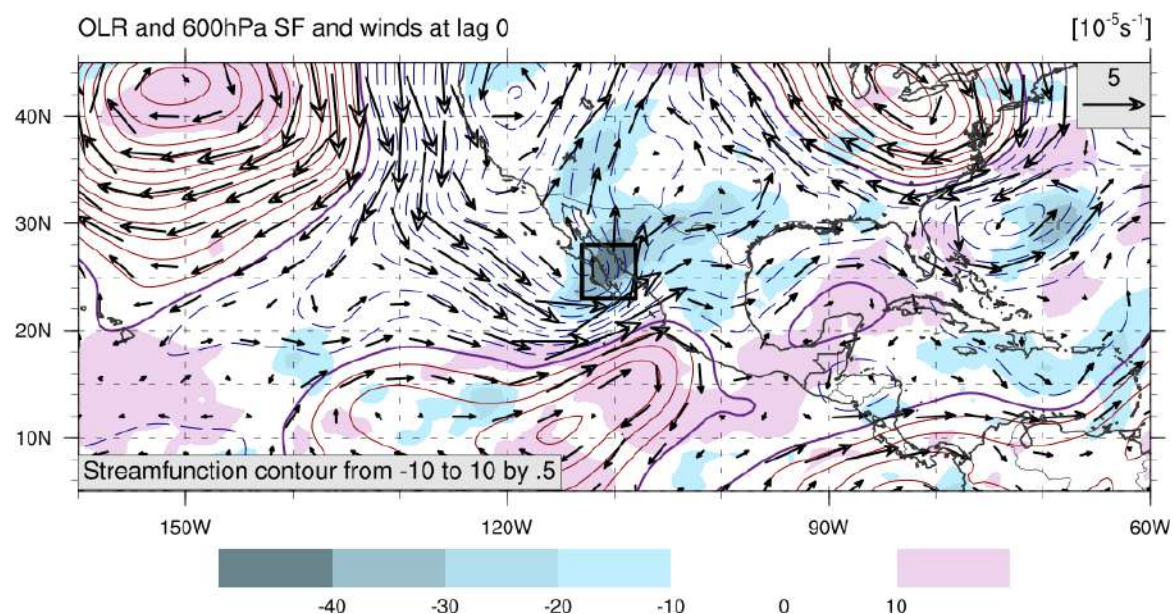 OLR and 600hPa SF and winds at lag 0
[10⁻⁵s⁻¹]
5
40N
30N
20N
10N
Streamfunction contour from -10 to 10 by .5
150W 120W 90W 60W
-40 -30 -20 -10 0 10